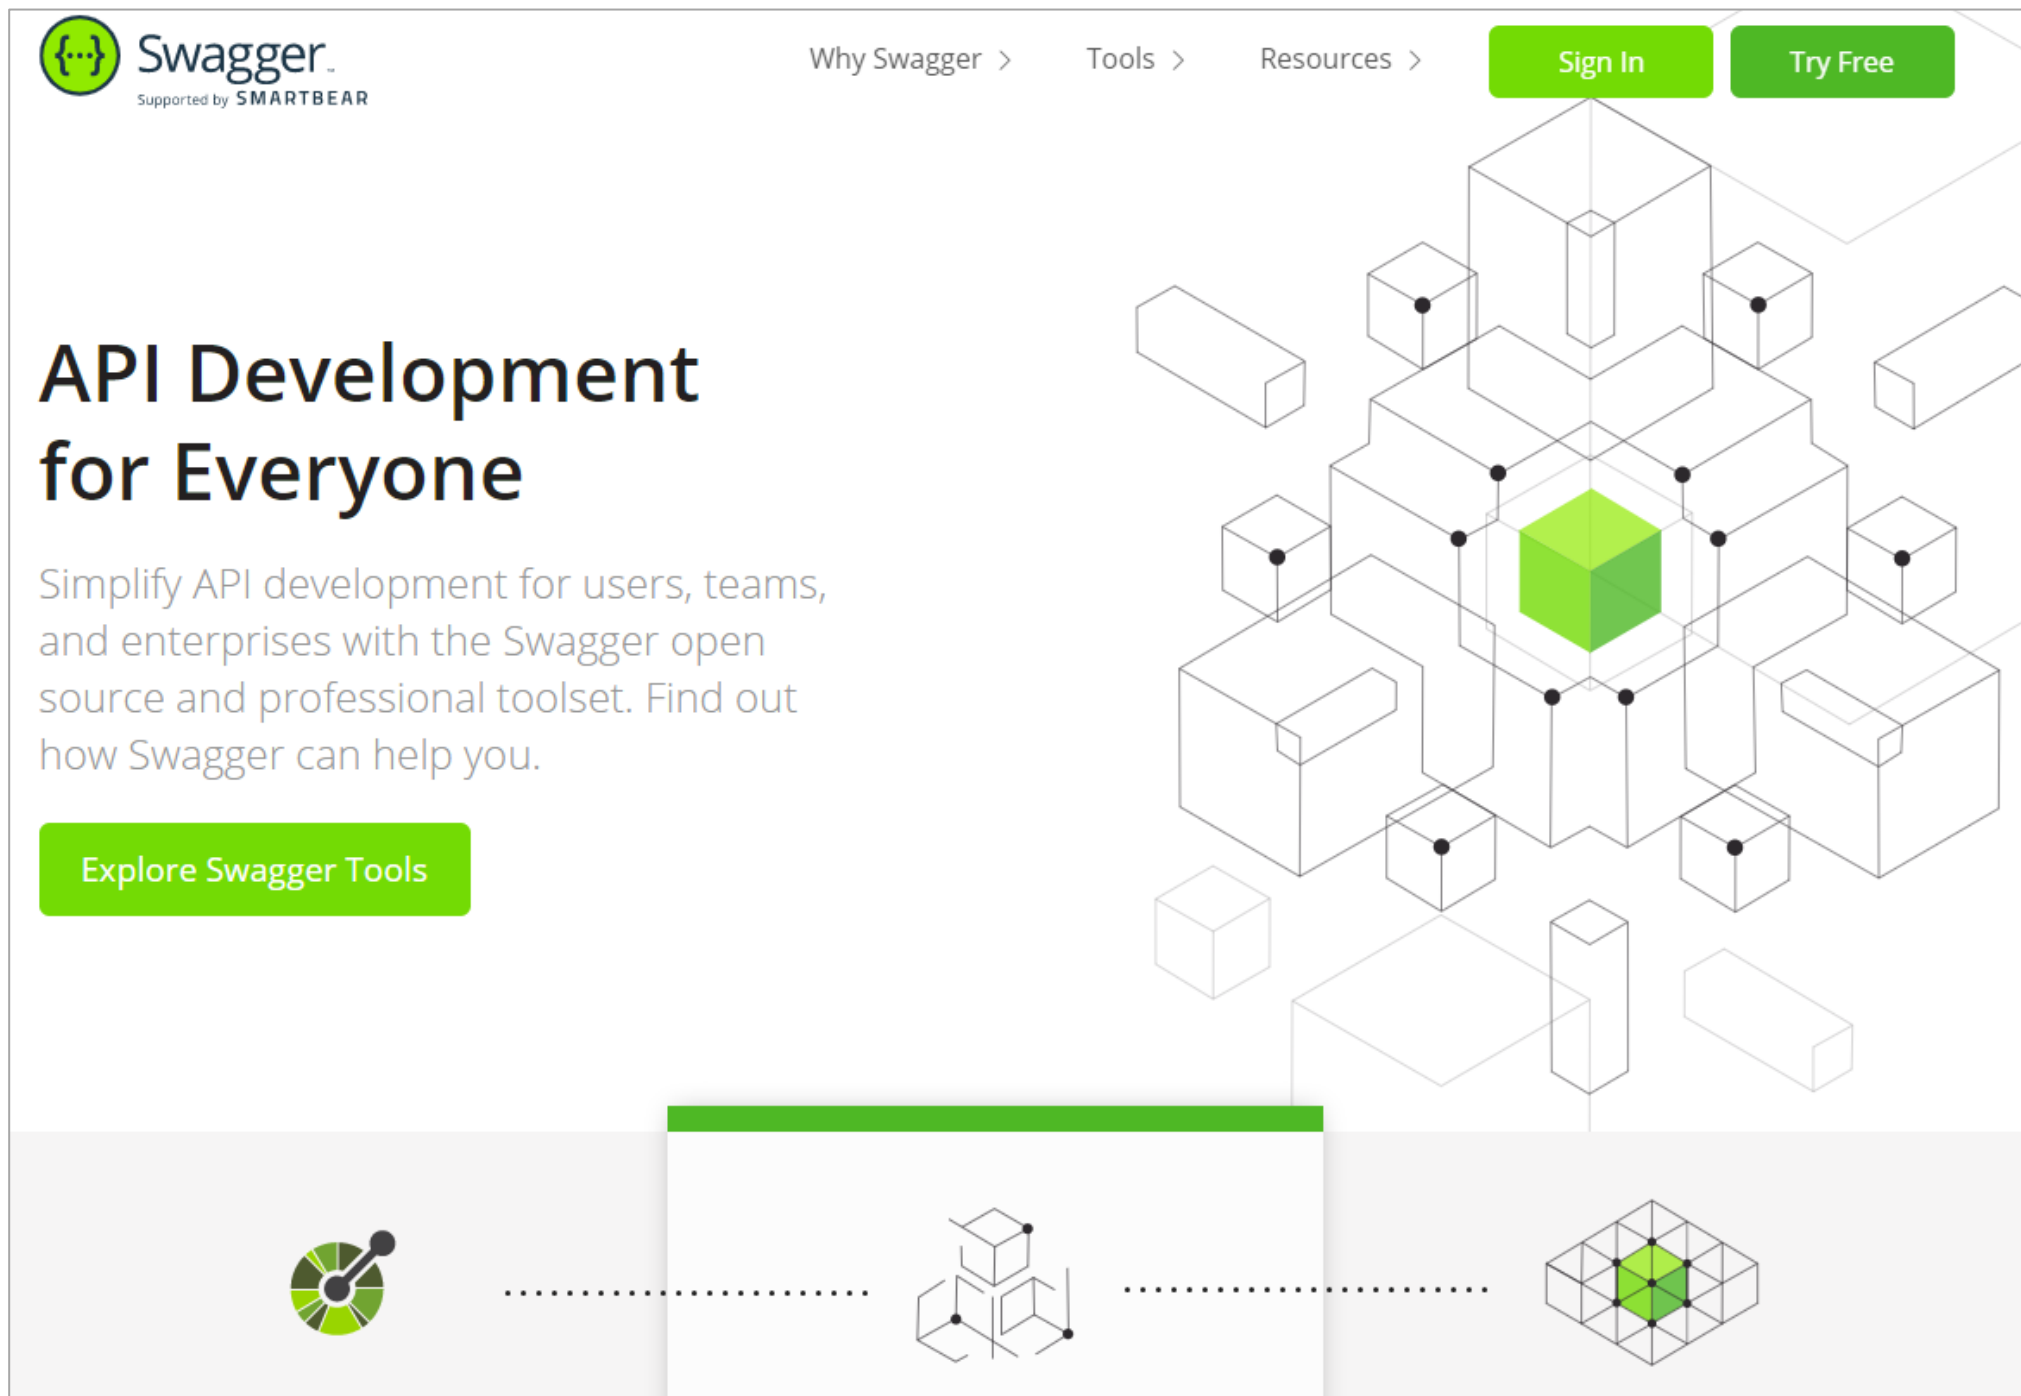 {...} Swagger™
Supported by SMARTBEAR
Why Swagger
Tools
Resources
Sign In
Try Free
API Development
for Everyone
Simplify API development for users, teams,
and enterprises with the Swagger open
source and professional toolset. Find out
how Swagger can help you.
Explore Swagger Tools